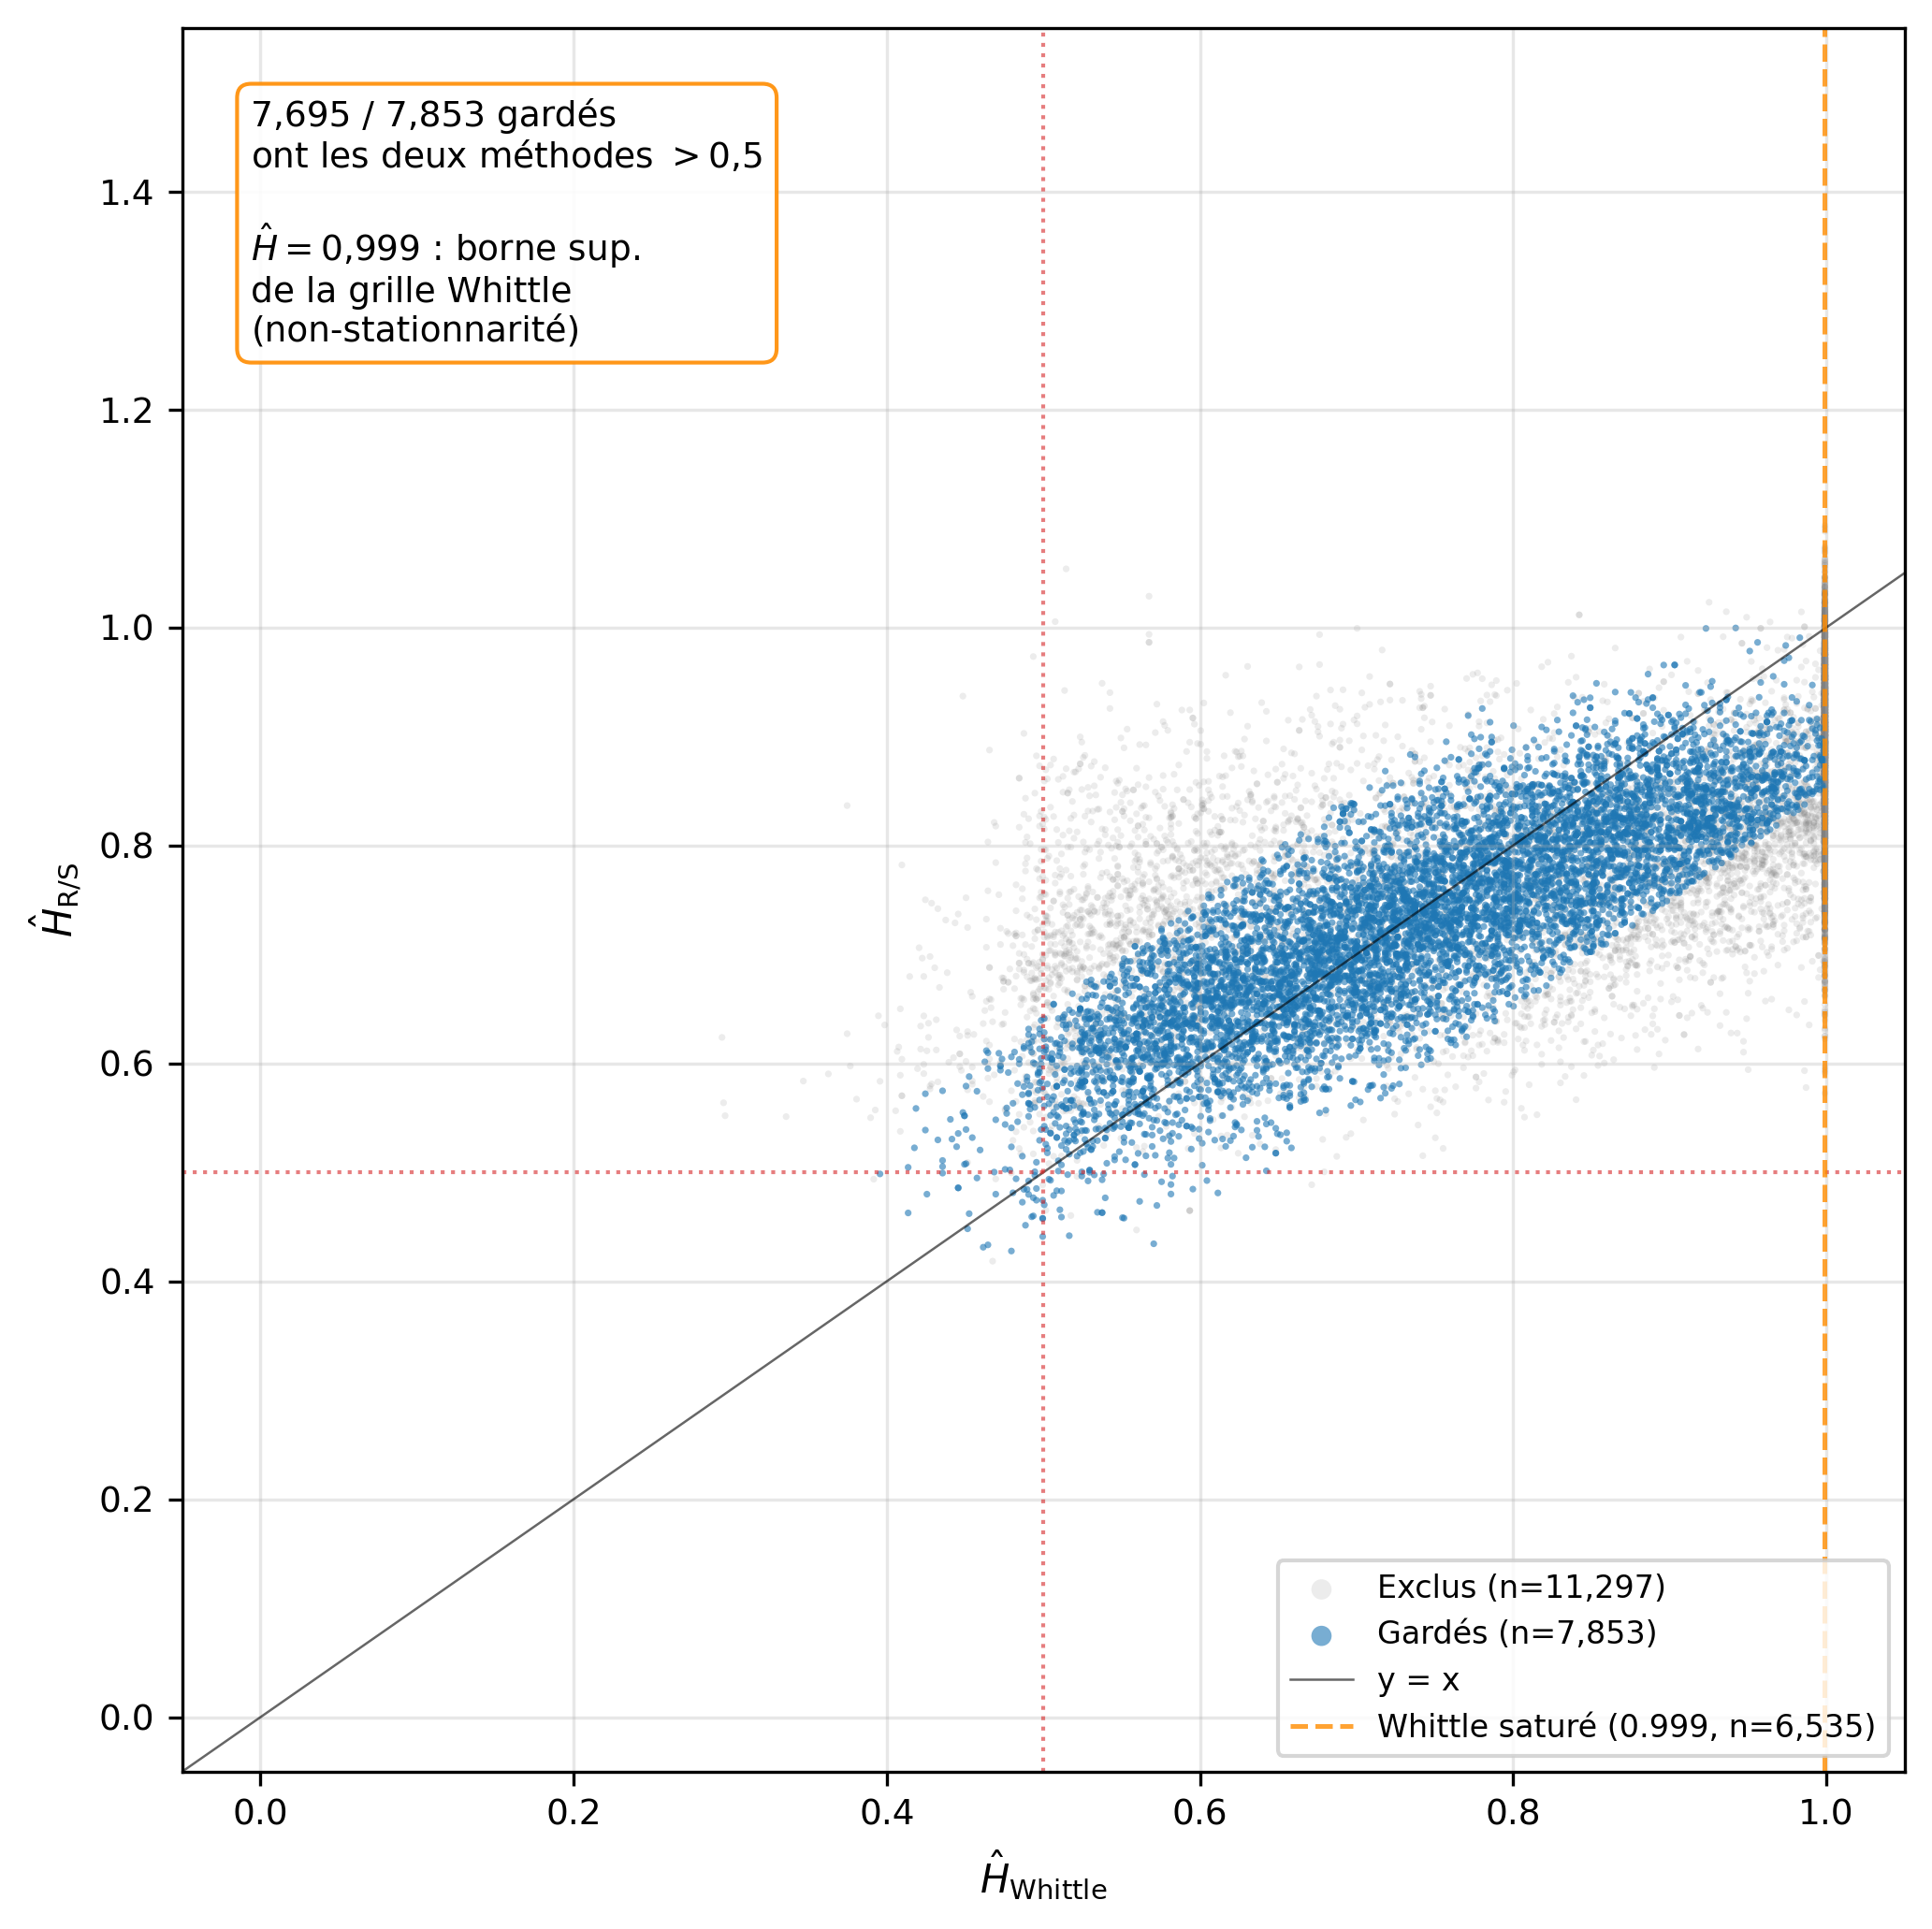 7,695 / 7,853 gardés
ont les deux méthodes > 0,5
Ĥ = 0,999 : borne sup.
de la grille Whittle
(non-stationnarité)
1.4
1.2
1.0
0.8
0.6
0.4
0.2
0.0
Ĥ_R/S
Exclus (n=11,297)
Gardés (n=7,853)
y = x
Whittle saturé (0.999, n=6,535)
0.0 0.2 0.4 0.6 0.8 1.0
Ĥ_Whittle